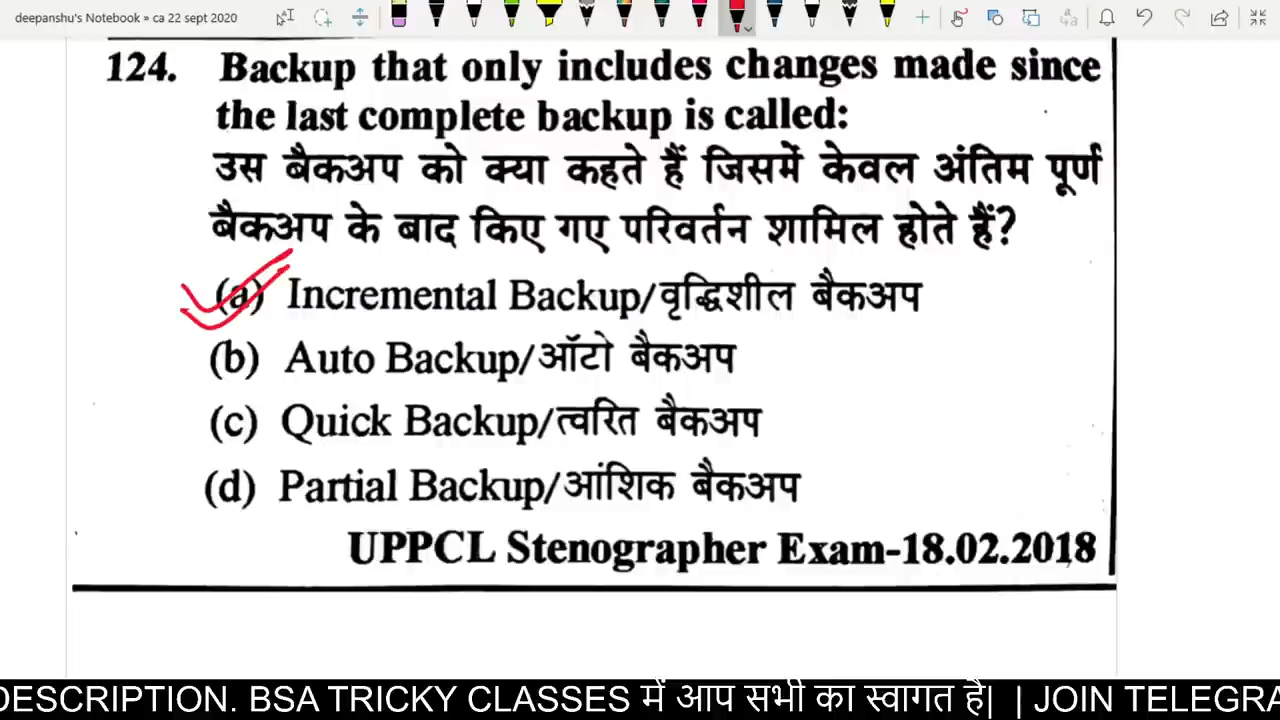 deepanshu's Notebook » ca 22 sept 2020
124. Backup that only includes changes made since
the last complete backup is called:
उस बैकअप को क्या कहते हैं जिसमें केवल अंतिम पूर्ण
बैकअप के बाद किए गए परिवर्तन शामिल होते हैं?
(a) Incremental Backup/वृद्धिशील बैकअप
(b) Auto Backup/ऑटो बैकअप
(c) Quick Backup/त्वरित बैकअप
(d) Partial Backup/आंशिक बैकअप
UPPCL Stenographer Exam-18.02.2018
DESCRIPTION. BSA TRICKY CLASSES में आप सभी का स्वागत है| | JOIN TELEGRA